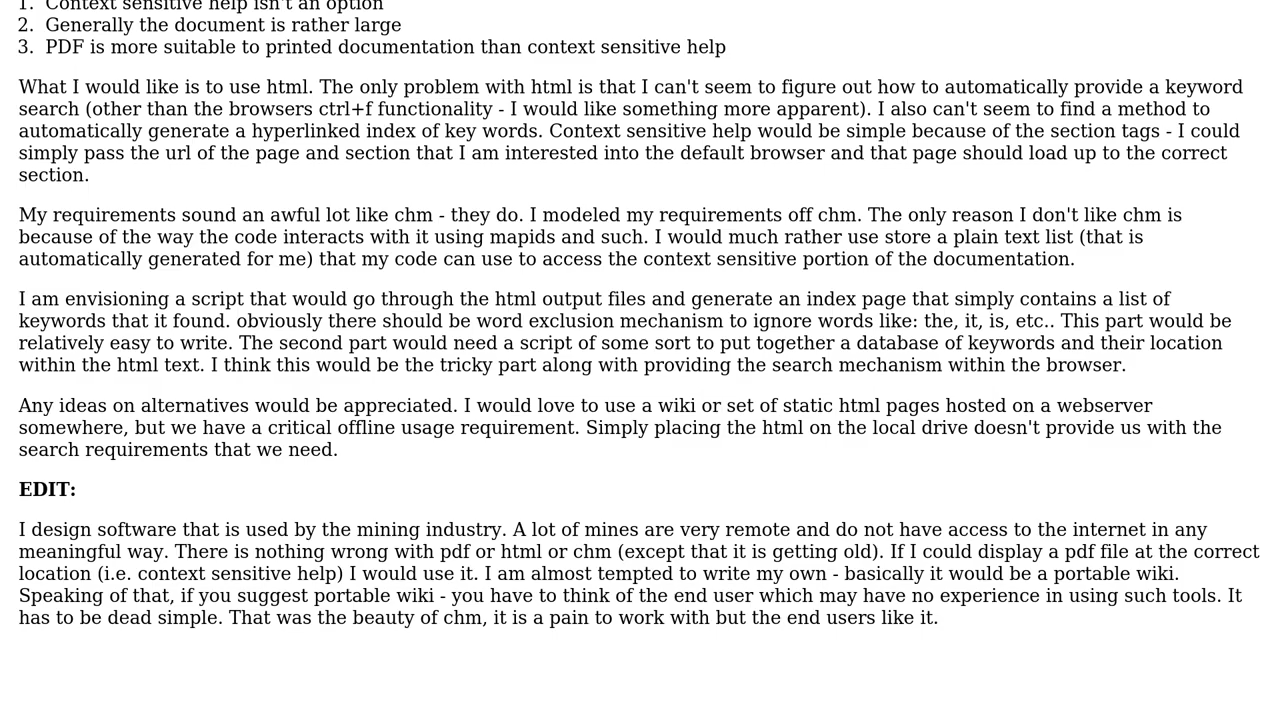 1. Context sensitive help isn't an option
2. Generally the document is rather large
3. PDF is more suitable to printed documentation than context sensitive help
What I would like is to use html. The only problem with html is that I can't seem to figure out how to automatically provide a keyword
search (other than the browsers ctrl+f functionality - I would like something more apparent). I also can't seem to find a method to
automatically generate a hyperlinked index of key words. Context sensitive help would be simple because of the section tags - I could
simply pass the url of the page and section that I am interested into the default browser and that page should load up to the correct
section.
My requirements sound an awful lot like chm - they do. I modeled my requirements off chm. The only reason I don't like chm is
because of the way the code interacts with it using mapids and such. I would much rather use store a plain text list (that is
automatically generated for me) that my code can use to access the context sensitive portion of the documentation.
I am envisioning a script that would go through the html output files and generate an index page that simply contains a list of
keywords that it found. obviously there should be word exclusion mechanism to ignore words like: the, it, is, etc.. This part would be
relatively easy to write. The second part would need a script of some sort to put together a database of keywords and their location
within the html text. I think this would be the tricky part along with providing the search mechanism within the browser.
Any ideas on alternatives would be appreciated. I would love to use a wiki or set of static html pages hosted on a webserver
somewhere, but we have a critical offline usage requirement. Simply placing the html on the local drive doesn't provide us with the
search requirements that we need.
EDIT:
I design software that is used by the mining industry. A lot of mines are very remote and do not have access to the internet in any
meaningful way. There is nothing wrong with pdf or html or chm (except that it is getting old). If I could display a pdf file at the correct
location (i.e. context sensitive help) I would use it. I am almost tempted to write my own - basically it would be a portable wiki.
Speaking of that, if you suggest portable wiki - you have to think of the end user which may have no experience in using such tools. It
has to be dead simple. That was the beauty of chm, it is a pain to work with but the end users like it.